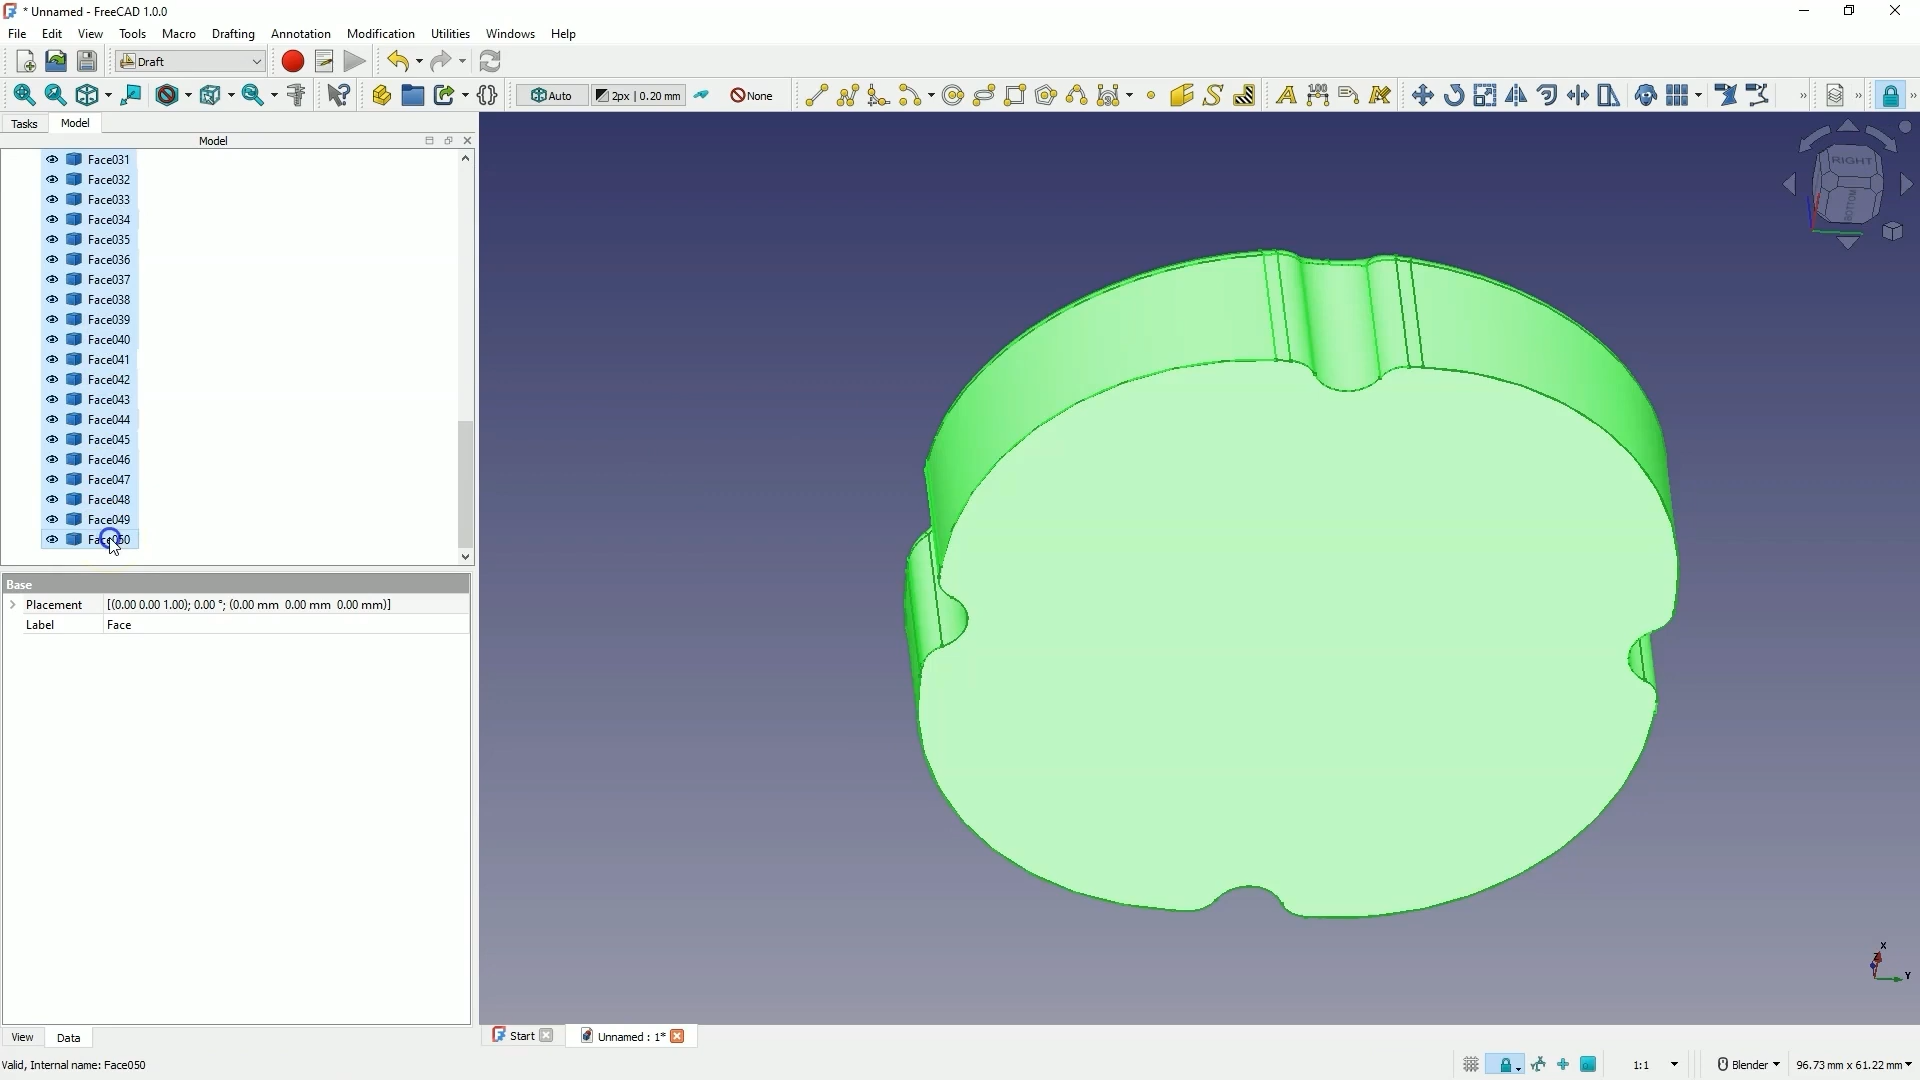 * Unnamed - FreeCAD 1.0.0
File Edit View Tools Macro Drafting Annotation Modification Utilities Windows Help
Draft
Auto 2px | 0.20 mm None
Tasks Model
Model
Face031
Face032
Face033
Face034
Face035
Face036
Face037
Face038
Face039
Face040
Face041
Face042
Face043
Face044
Face045
Face046
Face047
Face048
Face049
Face050
Base
Placement [(0.00 0.00 1.00); 0.00 °; (0.00 mm 0.00 mm 0.00 mm)]
Label Face
RIGHT
BOTTOM
X
Z
Y
View Data
Start Unnamed : 1*
Valid, Internal name: Face050
1:1 Blender 96.73 mm x 61.22 mm